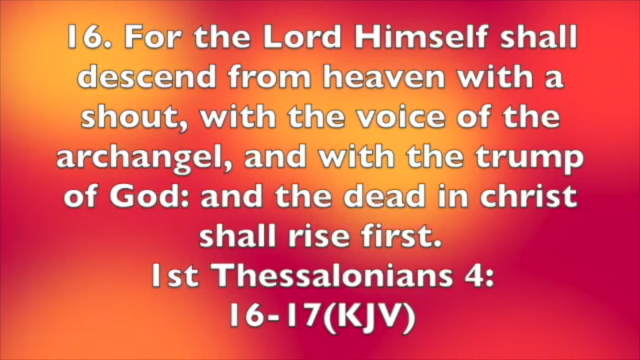 16. For the Lord Himself shall
descend from heaven with a
shout, with the voice of the
archangel, and with the trump
of God: and the dead in christ
shall rise first.
1st Thessalonians 4:
16-17(KJV)